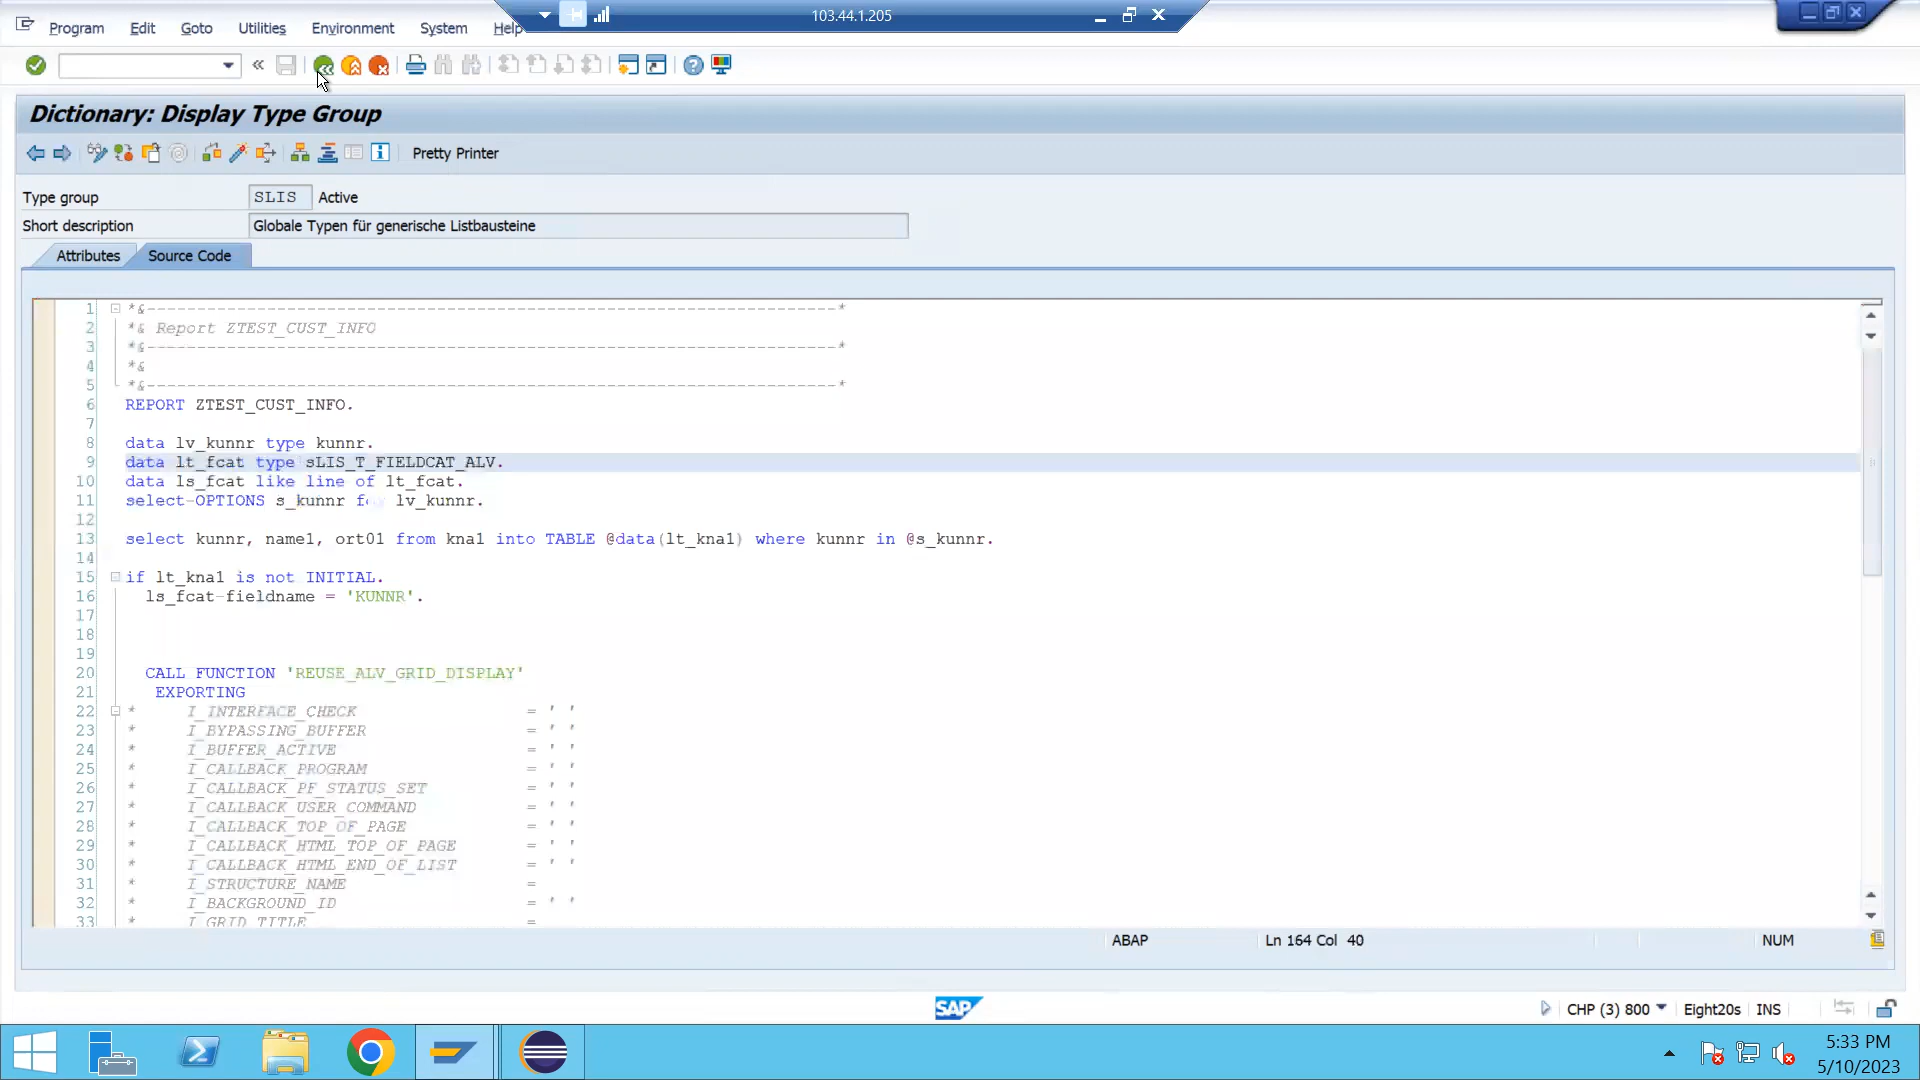 103.44.1.205
Program Edit Goto Utilities Environment System Help
Dictionary: Display Type Group
Pretty Printer
Type group SLIS Active
Short description Globale Typen für generische Listbausteine
Attributes Source Code
1 *&---------------------------------------------------------------------*
2 *& Report ZTEST_CUST_INFO
3 *&---------------------------------------------------------------------*
4 *&
5 *&---------------------------------------------------------------------*
6 REPORT ZTEST_CUST_INFO.
7
8 data lv_kunnr type kunnr.
9 data lt_fcat type sLIS_T_FIELDCAT_ALV.
10 data ls_fcat like line of lt_fcat.
11 select-OPTIONS s_kunnr lv_kunnr.
12
13 select kunnr, name1, ort01 from kna1 into TABLE @data(lt_kna1) where kunnr in @s_kunnr.
14
15 if lt_kna1 is not INITIAL.
16 ls_fcat-fieldname = 'KUNNR'.
17
18
19
20 CALL FUNCTION 'REUSE_ALV_GRID_DISPLAY'
21 EXPORTING
22 * I_INTERFACE_CHECK = ' '
23 * I_BYPASSING_BUFFER = ' '
24 * I_BUFFER_ACTIVE = ' '
25 * I_CALLBACK_PROGRAM = ' '
26 * I_CALLBACK_PF_STATUS_SET = ' '
27 * I_CALLBACK_USER_COMMAND = ' '
28 * I_CALLBACK_TOP_OF_PAGE = ' '
29 * I_CALLBACK_HTML_TOP_OF_PAGE = ' '
30 * I_CALLBACK_HTML_END_OF_LIST = ' '
31 * I_STRUCTURE_NAME =
32 * I_BACKGROUND_ID = ' '
33 * I_GRID_TITLE =
ABAP Ln 164 Col 40 NUM
SAP CHP (3) 800 Eight20s INS
5:33 PM
5/10/2023